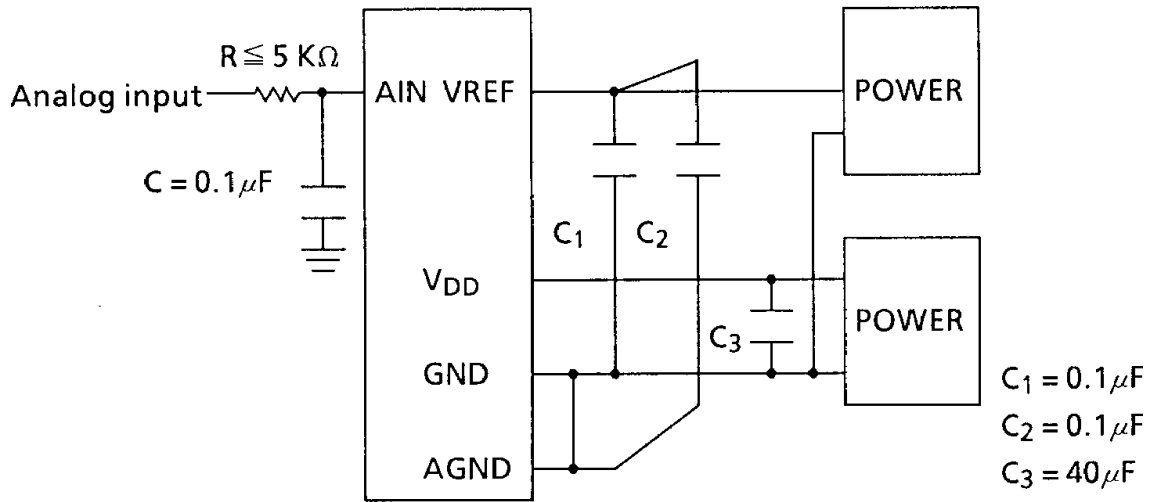 R≦5 KΩ
Analog input
AIN VREF
POWER
C = 0.1μF
C1
C2
VDD
POWER
C3
GND
C1 = 0.1μF
C2 = 0.1μF
AGND
C3 = 40μF